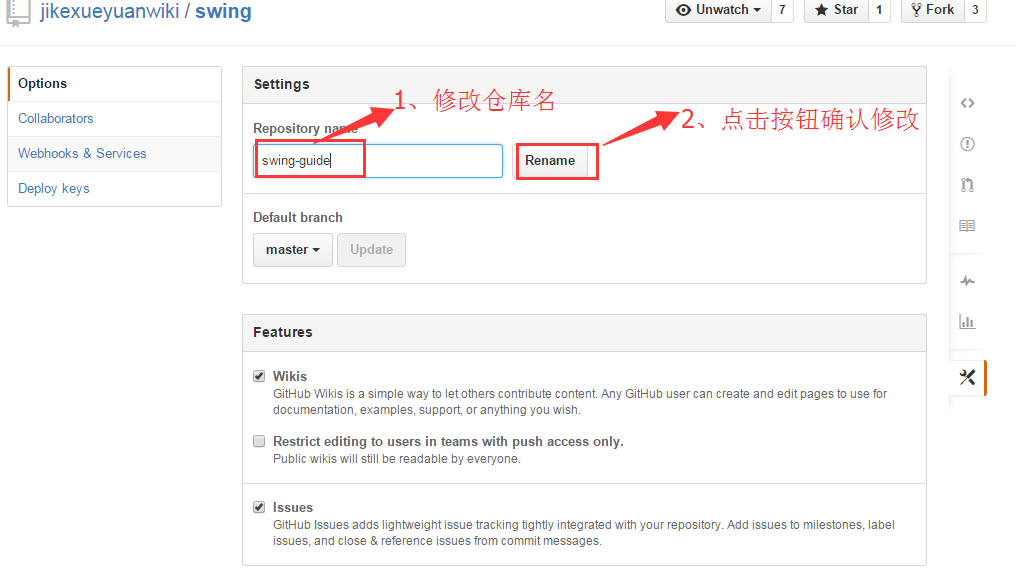 jikexueyuanwiki / swing
Unwatch 7 Star 1 Fork 3
Options
Collaborators
Webhooks & Services
Deploy keys
Settings
1、修改仓库名
2、点击按钮确认修改
Repository name
swing-guide
Rename
Default branch
master
Update
Features
Wikis
GitHub Wikis is a simple way to let others contribute content. Any GitHub user can create and edit pages to use for
documentation, examples, support, or anything you wish.
Restrict editing to users in teams with push access only.
Public wikis will still be readable by everyone.
Issues
GitHub Issues adds lightweight issue tracking tightly integrated with your repository. Add issues to milestones, label
issues, and close & reference issues from commit messages.